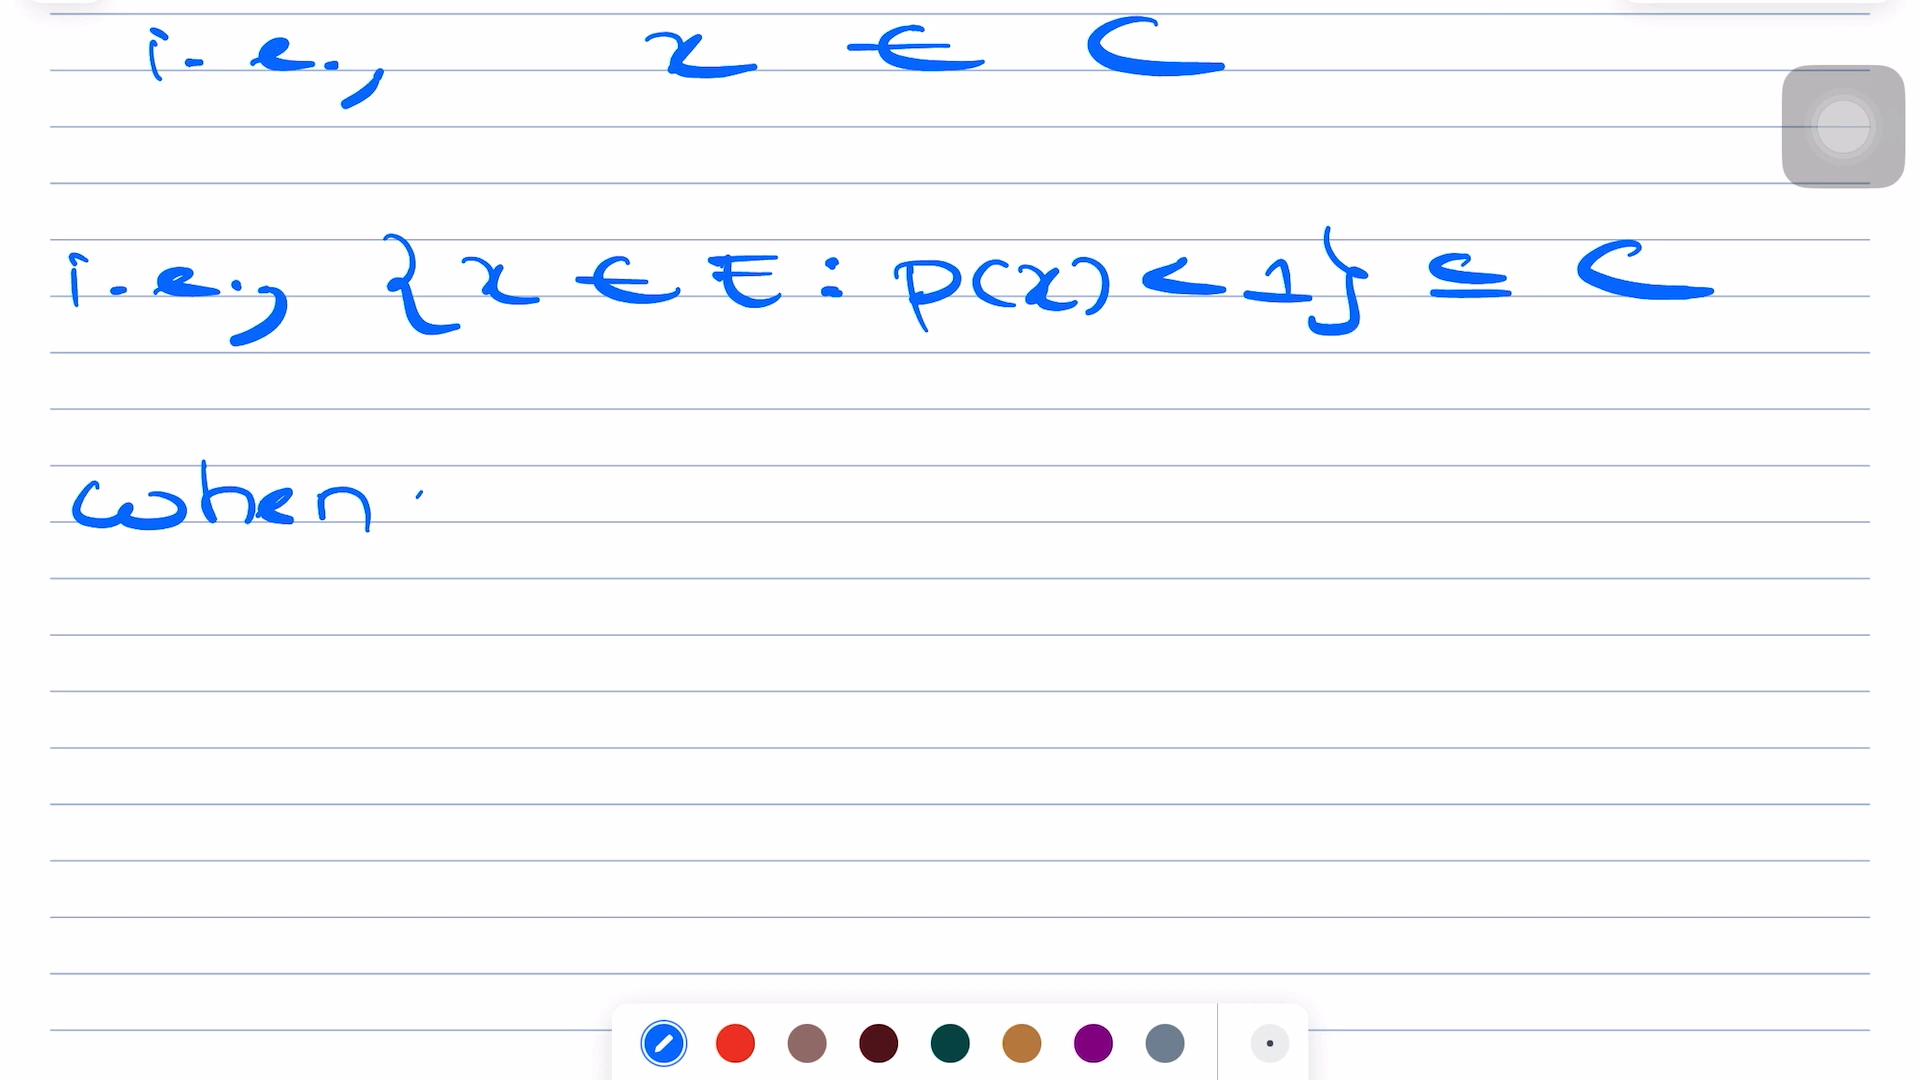 i.e., x ∈ C
i.e., {x ∈ E : p(x) < 1} ⊆ C
when